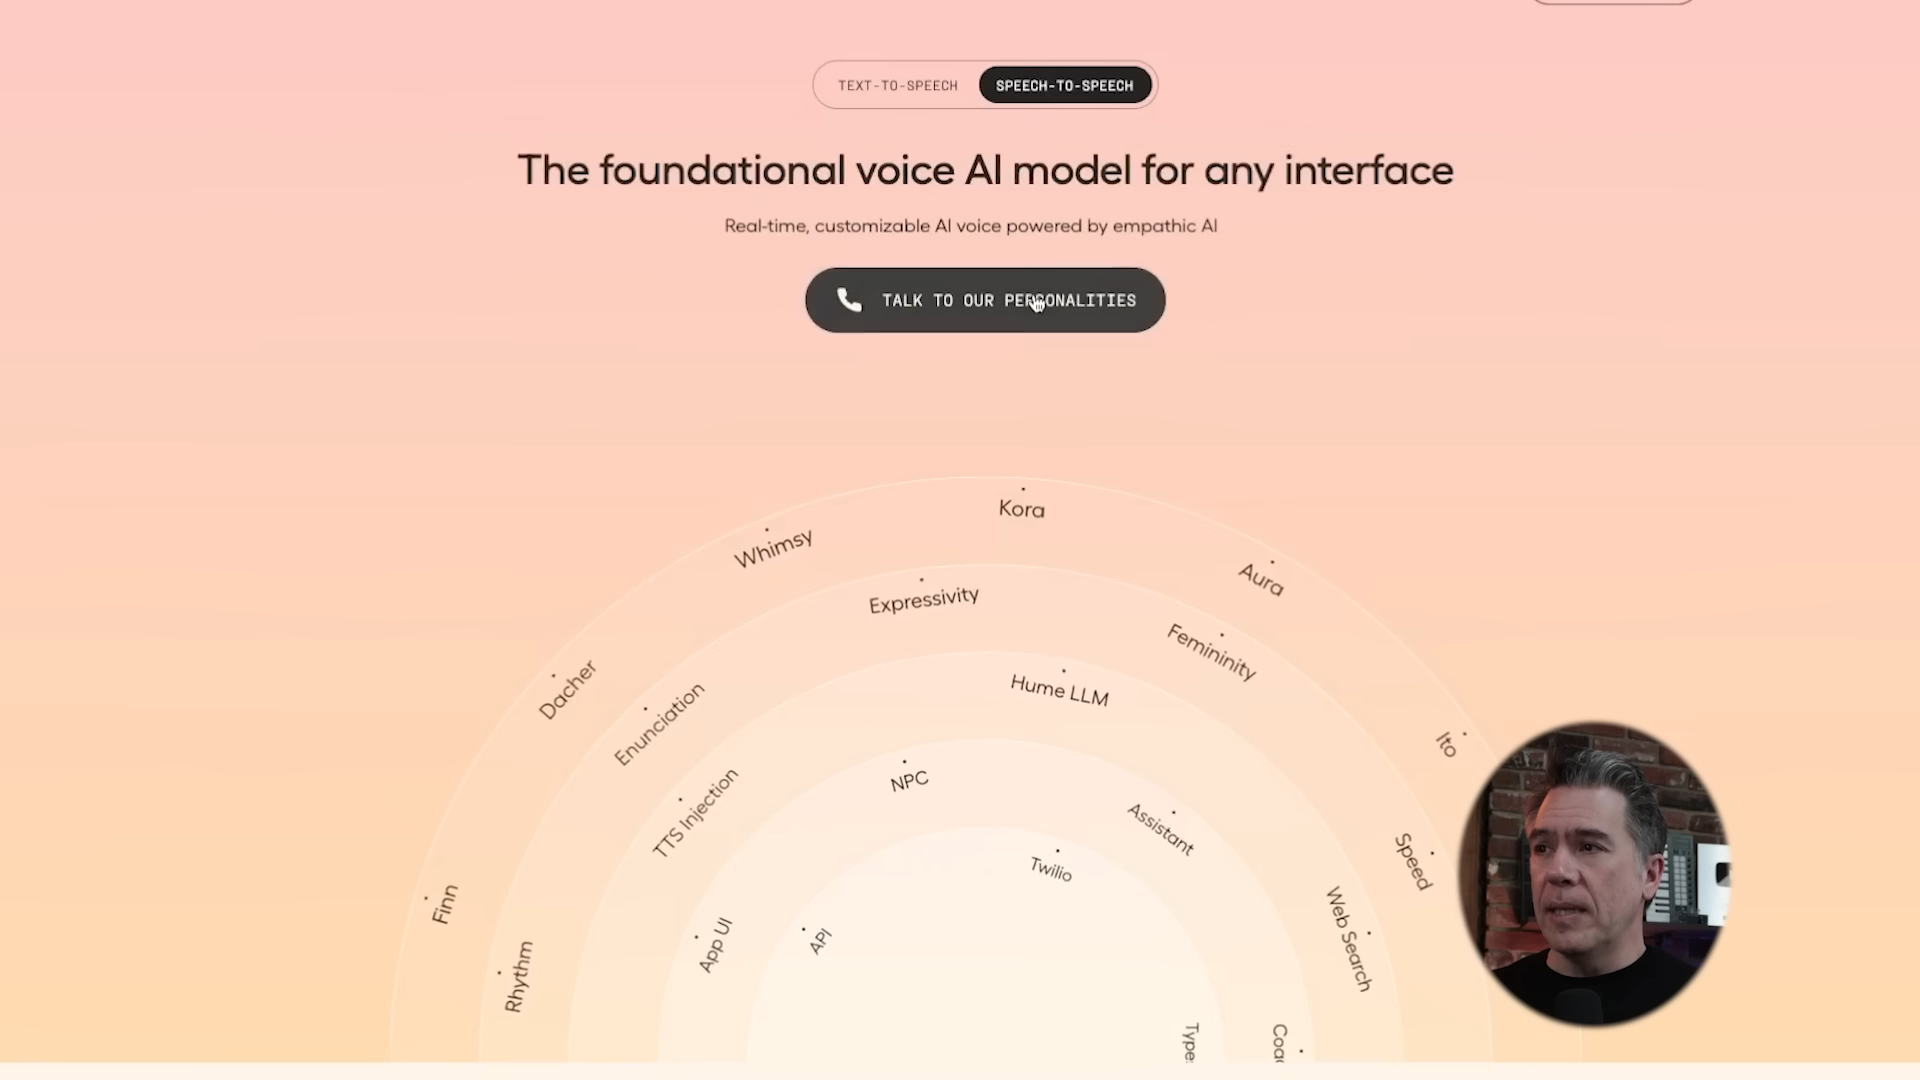 TEXT-TO-SPEECH
SPEECH-TO-SPEECH
The foundational voice AI model for any interface
Real-time, customizable AI voice powered by empathic AI
TALK TO OUR PERSONALITIES
Kora
Whimsy
Aura
Expressivity
Femininity
Dacher
Hume LLM
Enunciation
Ito
NPC
TTS Injection
Assistant
Speed
Twilio
Finn
Web Search
App UI
API
Rhythm
Type
Coac